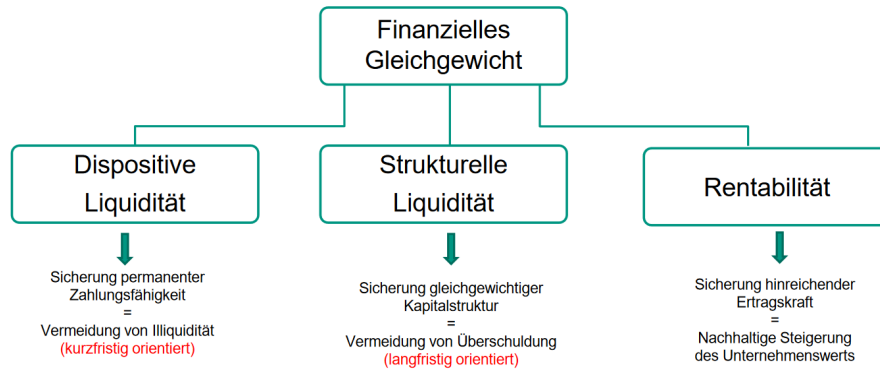 Finanzielles
Gleichgewicht
Dispositive
Liquidität
Strukturelle
Liquidität
Rentabilität
Sicherung permanenter
Zahlungsfähigkeit
=
Vermeidung von Illiquidität
(kurzfristig orientiert)
Sicherung gleichgewichtiger
Kapitalstruktur
=
Vermeidung von Überschuldung
(langfristig orientiert)
Sicherung hinreichender
Ertragskraft
=
Nachhaltige Steigerung
des Unternehmenswerts